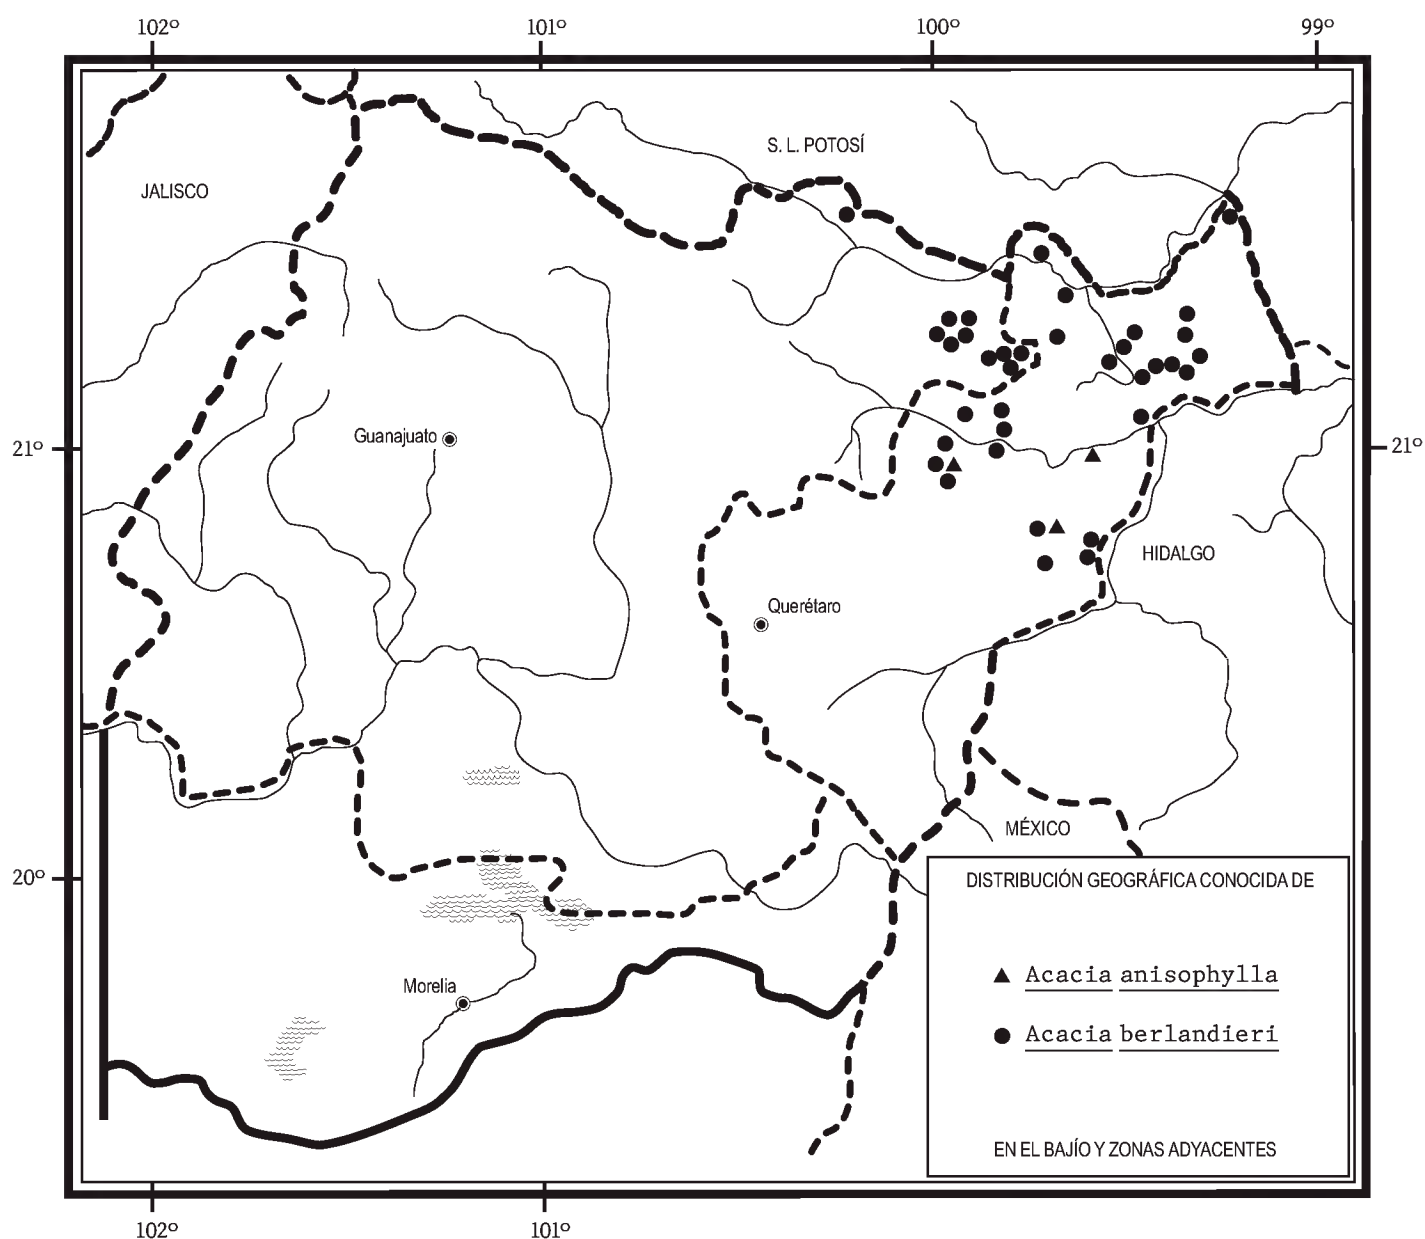 102º 101º 100º 99º
S. L. POTOSÍ
JALISCO
Guanajuato
21º 21º
HIDALGO
Querétaro
MÉXICO
20º
DISTRIBUCIÓN GEOGRÁFICA CONOCIDA DE
Acacia anisophylla
Morelia
Acacia berlandieri
EN EL BAJÍO Y ZONAS ADYACENTES
102º 101º